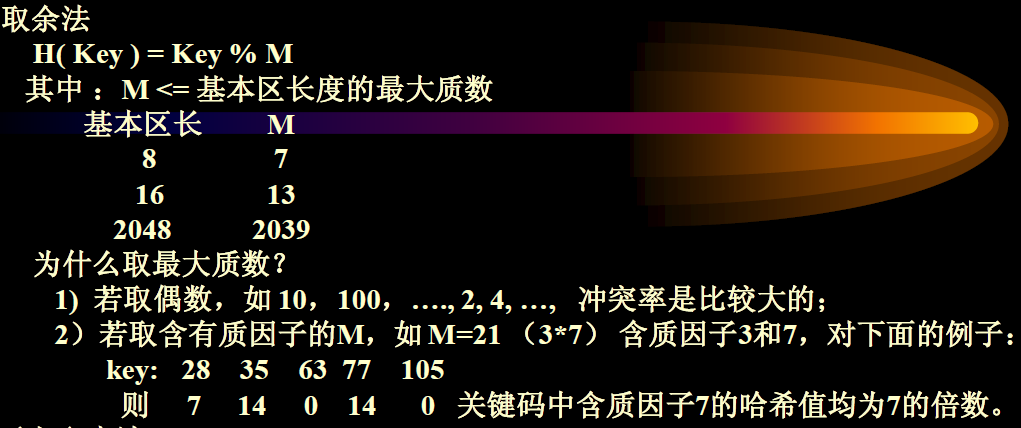 取余法
H( Key ) = Key % M
其中 : M <= 基本区长度的最大质数
基本区长 M
8 7
16 13
2048 2039
为什么取最大质数?
1) 若取偶数, 如 10, 100, …., 2, 4, …, 冲突率是比较大的;
2) 若取含有质因子的M, 如 M=21 (3*7) 含质因子3和7, 对下面的例子:
key: 28 35 63 77 105
则 7 14 0 14 0 关键码中含质因子7的哈希值均为7的倍数。